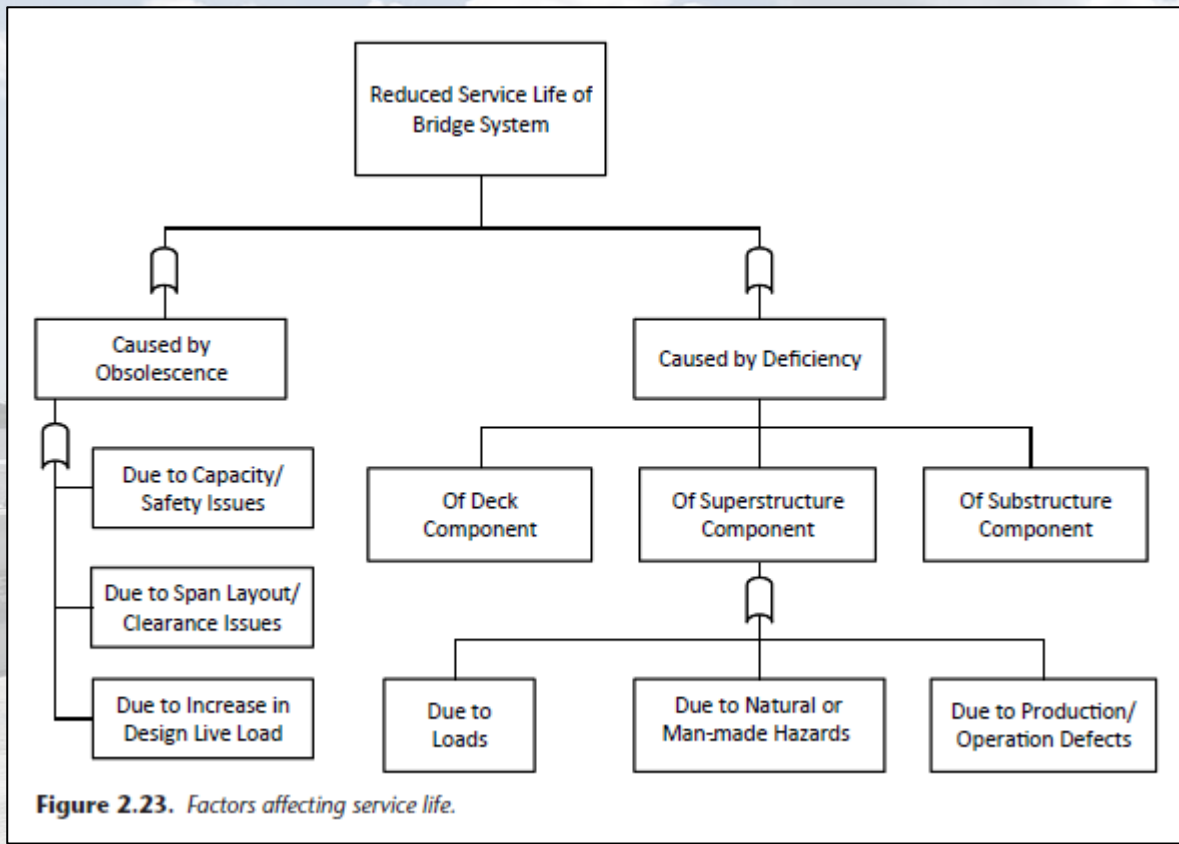 Reduced Service Life of
Bridge System
Caused by
Obsolescence
Caused by Deficiency
Due to Capacity/
Safety Issues
Due to Span Layout/
Clearance Issues
Due to Increase in
Design Live Load
Of Deck
Component
Of Superstructure
Component
Of Substructure
Component
Due to
Loads
Due to Natural or
Man-made Hazards
Due to Production/
Operation Defects
Figure 2.23. Factors affecting service life.